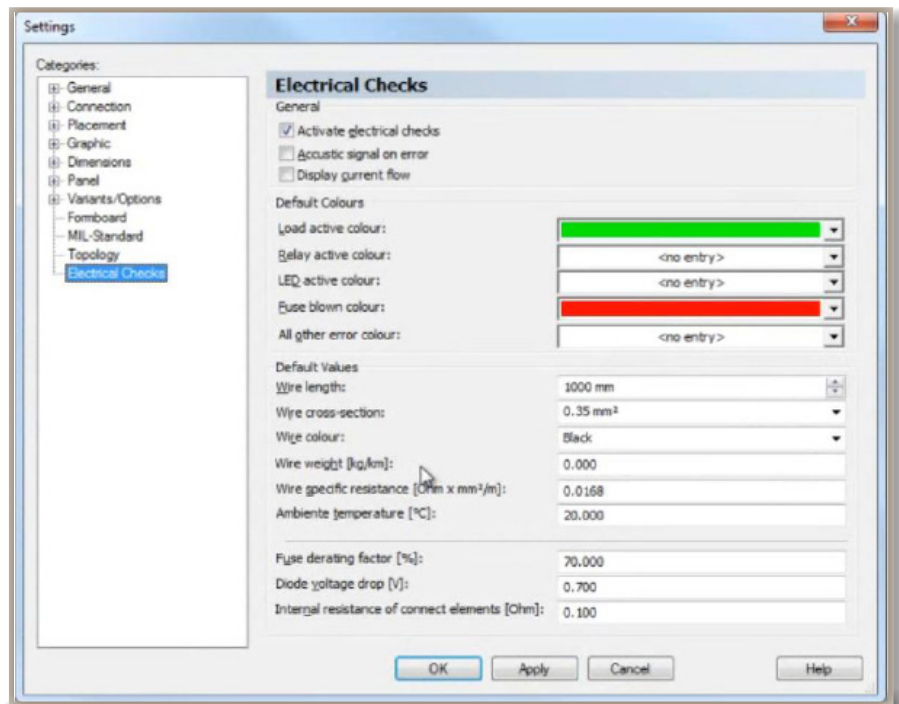 Settings
Categories:
General
Connection
Placement
Graphic
Dimensions
Panel
Variants/Options
Formboard
MIL-Standard
Topology
Electrical Checks
Electrical Checks
General
Activate electrical checks
Accustic signal on error
Display current flow
Default Colours
Load active colour:
Relay active colour: <no entry>
LED active colour: <no entry>
Fuse blown colour:
All other error colour: <no entry>
Default Values
Wire length: 1000 mm
Wire cross-section: 0.35 mm²
Wire colour: Black
Wire weight [kg/km]: 0.000
Wire specific resistance [Ohm x mm²/m]: 0.0168
Ambiente temperature [°C]: 20.000
Fuse derating factor [%]: 70.000
Diode voltage drop [V]: 0.700
Internal resistance of connect elements [Ohm]: 0.100
OK Apply Cancel Help